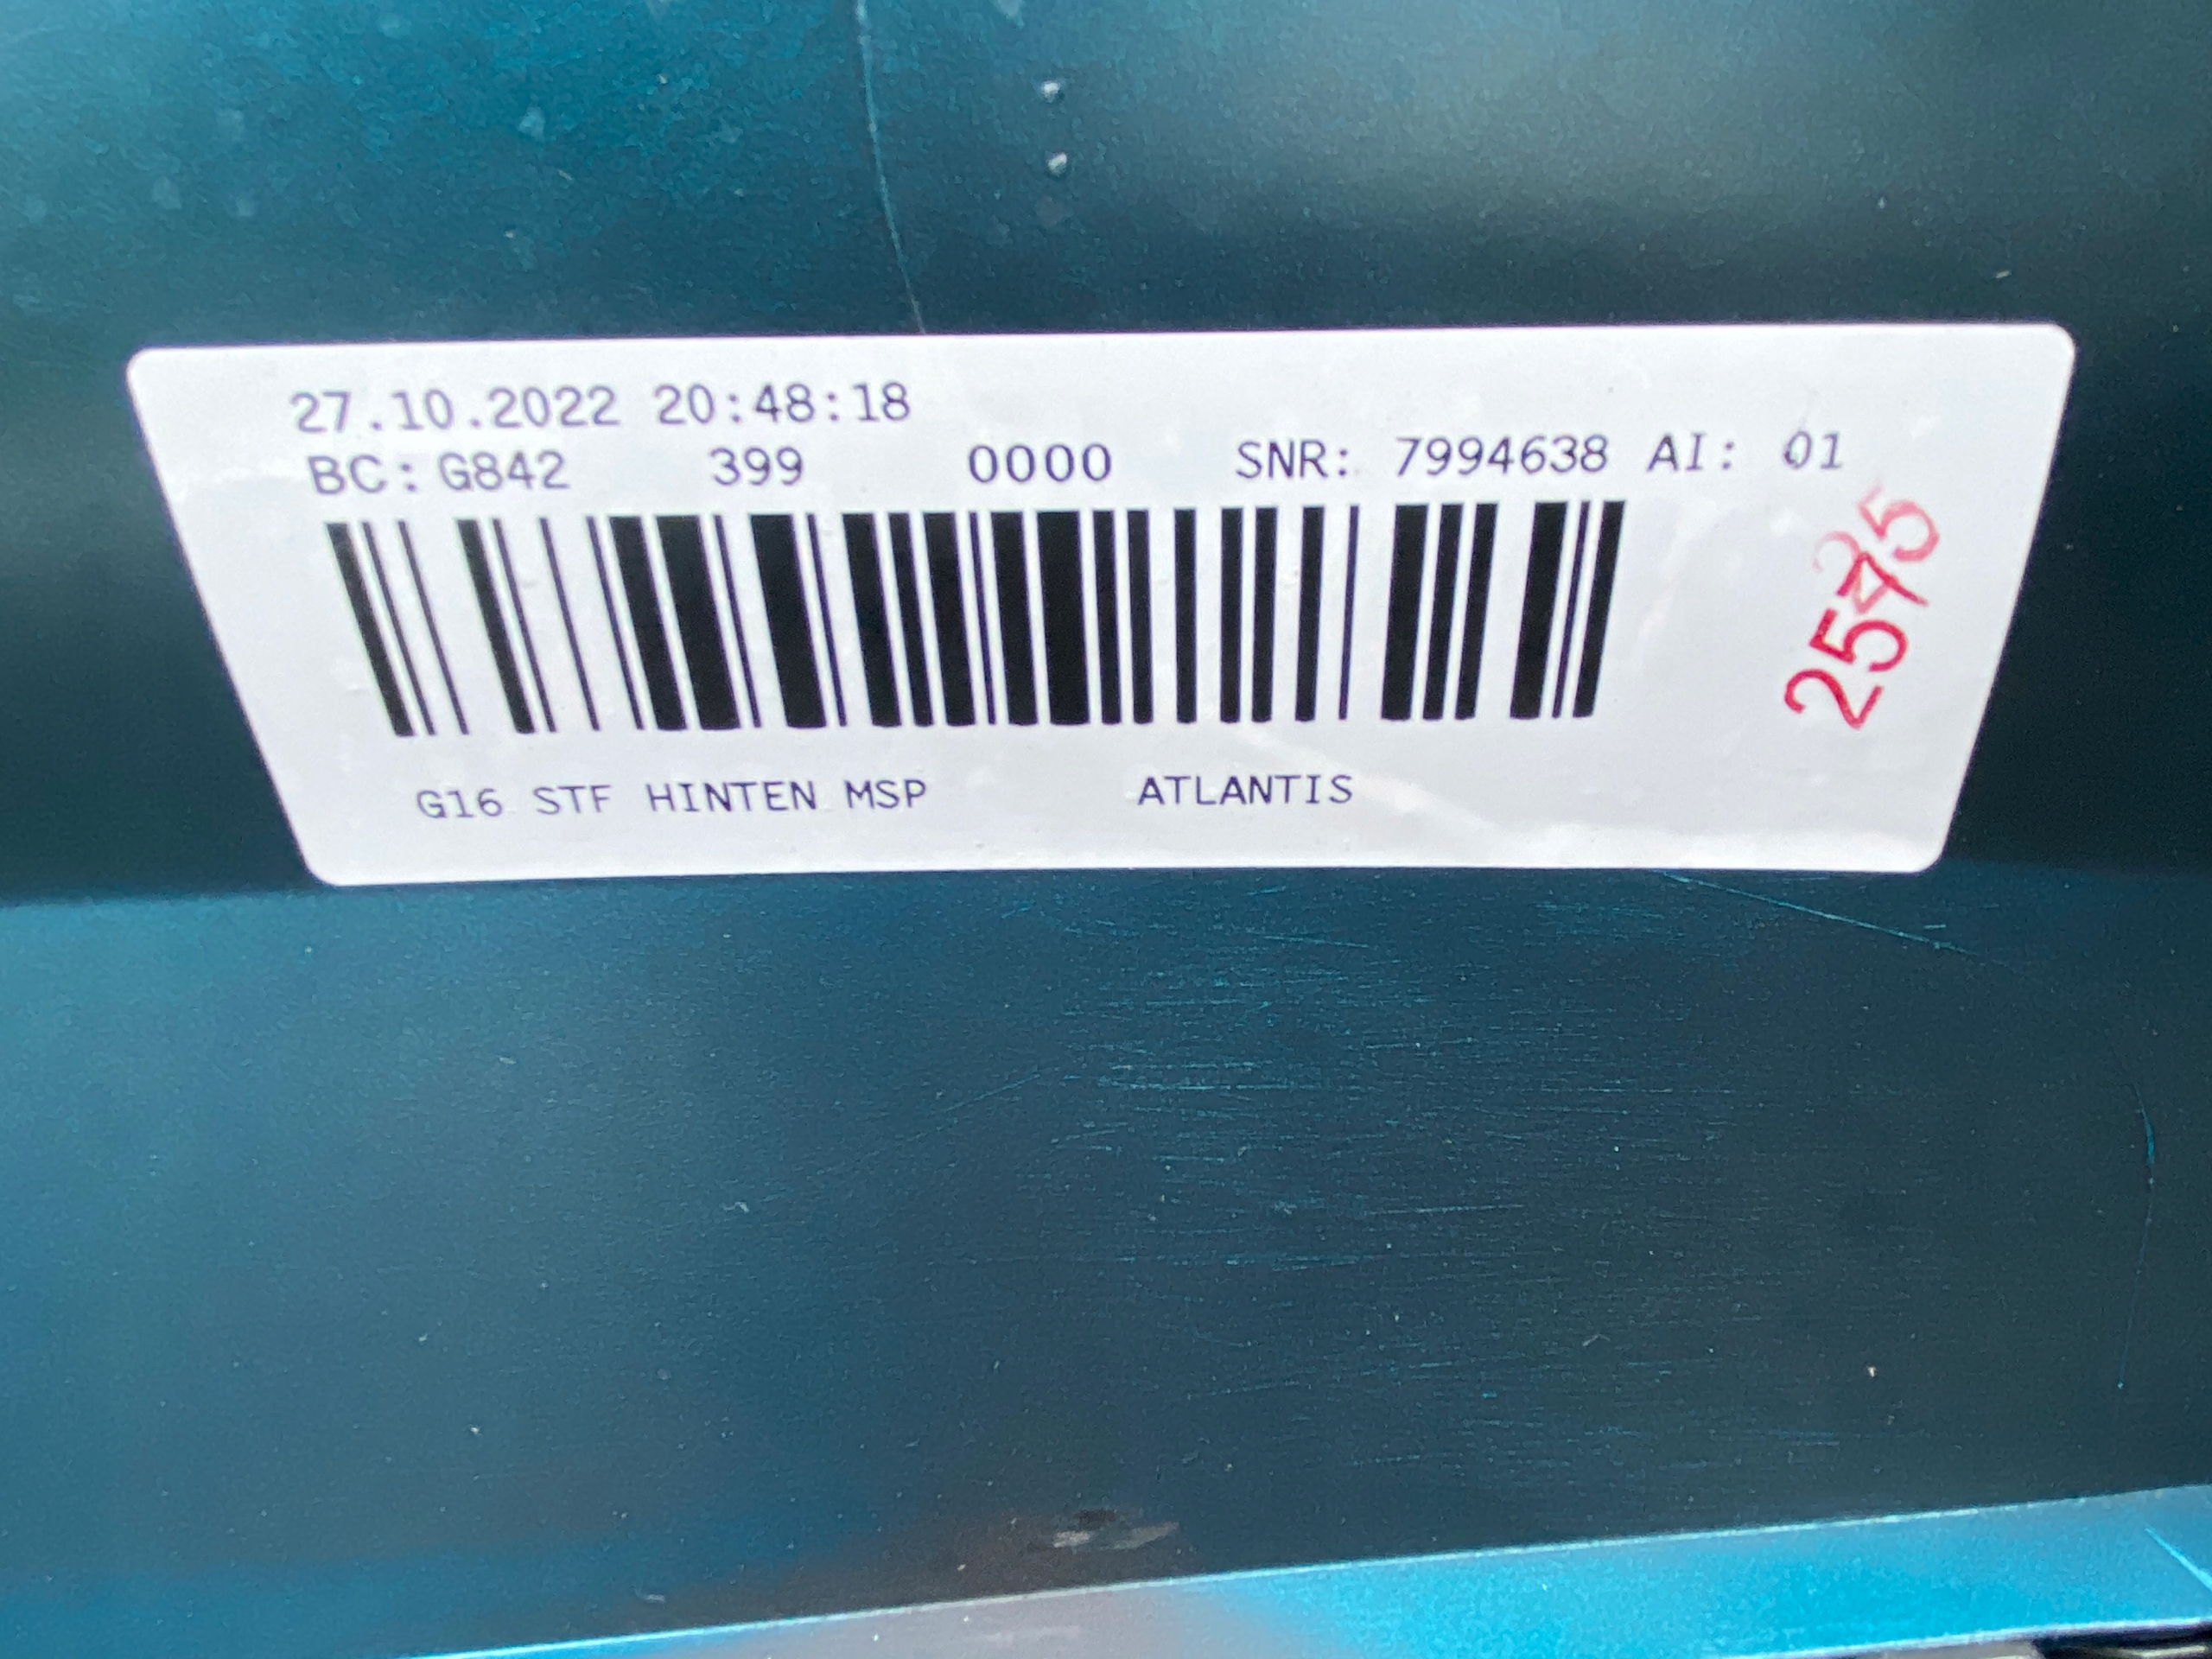 27.10.2022 20:48:18
BC: G842 399 0000 SNR: 7994638 AI: 01
G16 STF HINTEN MSP ATLANTIS